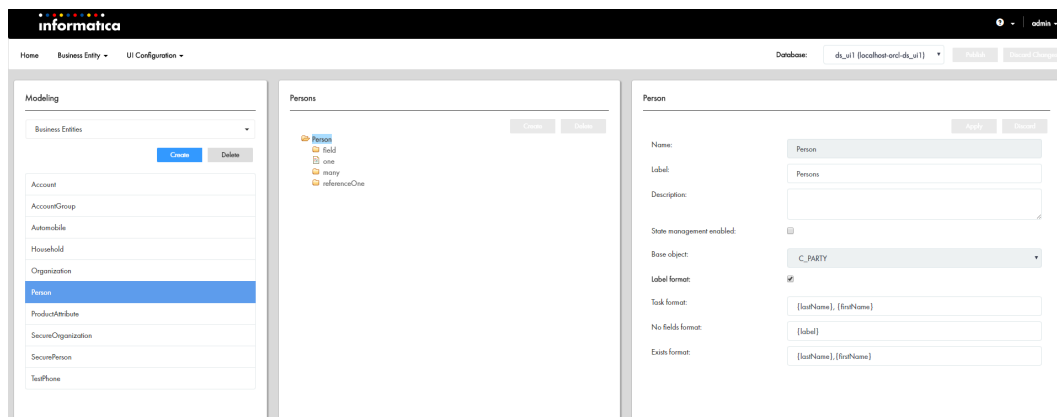 informatica
admin
Home
Business Entity
UI Configuration
Database:
ds_ui1 (localhost-orcl-ds_ui1)
Publish
Discard Changes
Modeling
Business Entities
Create
Delete
Account
AccountGroup
Automobile
Household
Organization
Person
ProductAttribute
SecureOrganization
SecurePerson
TestPhone
Persons
Create
Delete
Person
field
one
many
referenceOne
Person
Apply
Discard
Name:
Person
Label:
Persons
Description:
State management enabled:
Base object:
C_PARTY
Label format:
Task format:
{lastName}, {firstName}
No fields format:
{label}
Exists format:
{lastName},{firstName}